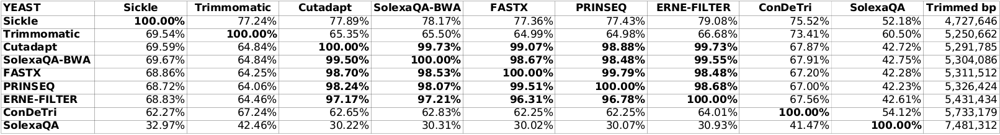 YEAST Sickle Trimmomatic Cutadapt SolexaQA-BWA FASTX PRINSEQ ERNE-FILTER ConDeTri SolexaQA Trimmed bp
Sickle 100.00% 77.24% 77.89% 78.17% 77.36% 77.43% 79.08% 75.52% 52.18% 4,727,646
Trimmomatic 69.54% 100.00% 65.35% 65.50% 64.99% 64.98% 66.68% 73.41% 60.50% 5,250,662
Cutadapt 69.59% 64.84% 100.00% 99.73% 99.07% 98.88% 99.73% 67.87% 42.72% 5,291,785
SolexaQA-BWA 69.67% 64.84% 99.50% 100.00% 98.67% 98.48% 99.55% 67.91% 42.75% 5,304,086
FASTX 68.86% 64.25% 98.70% 98.53% 100.00% 99.79% 98.48% 67.20% 42.28% 5,311,512
PRINSEQ 68.72% 64.06% 98.24% 98.07% 99.51% 100.00% 98.68% 67.00% 42.23% 5,326,424
ERNE-FILTER 68.83% 64.46% 97.17% 97.21% 96.31% 96.78% 100.00% 67.56% 42.61% 5,431,434
ConDeTri 62.27% 67.24% 62.65% 62.83% 62.25% 62.25% 64.01% 100.00% 54.12% 5,733,179
SolexaQA 32.97% 42.46% 30.22% 30.31% 30.02% 30.07% 30.93% 41.47% 100.00% 7,481,312